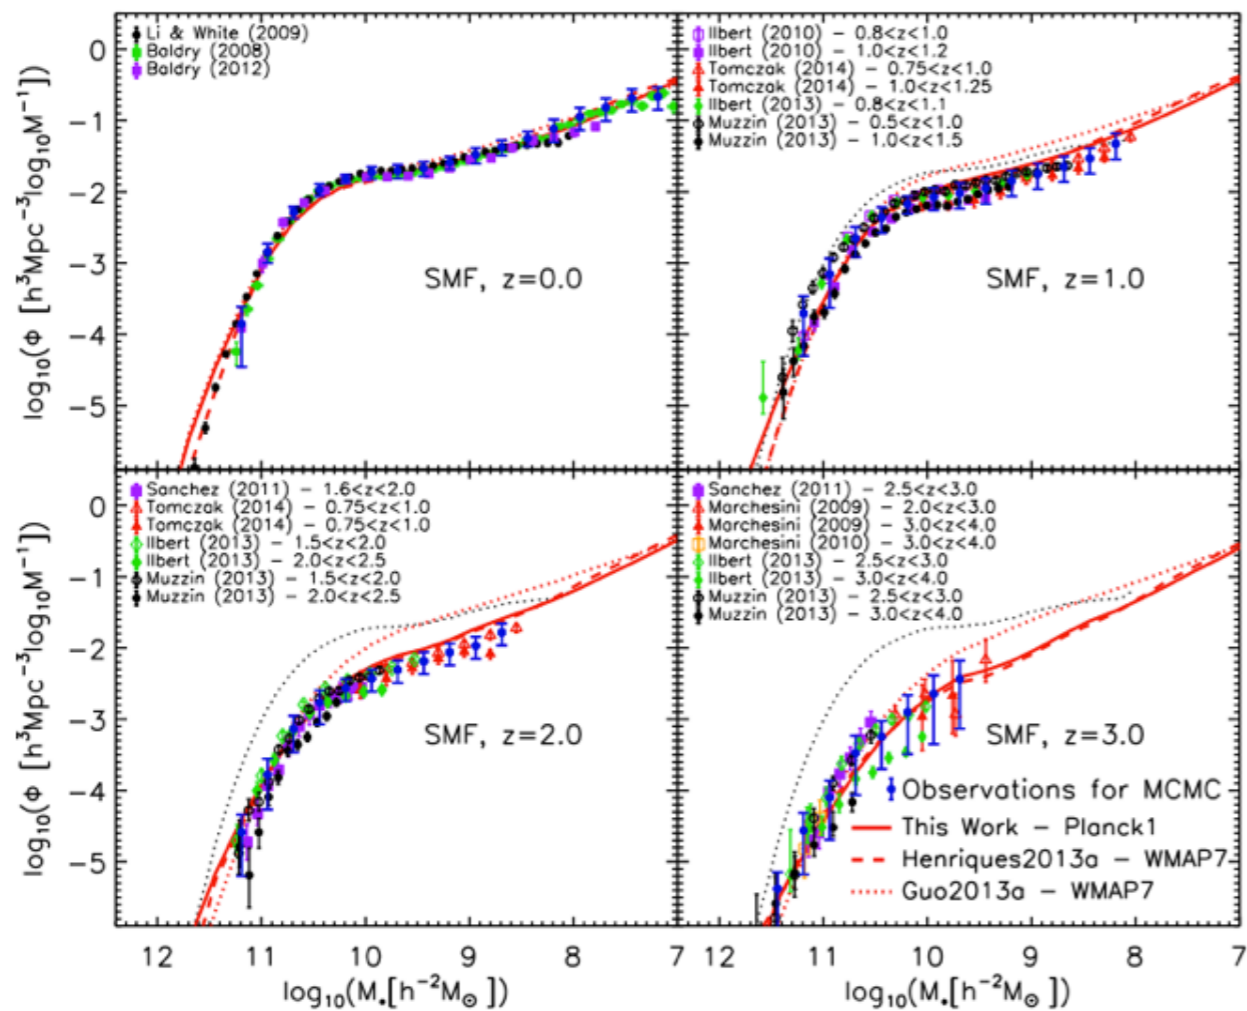 Li & White (2009)
Baldry (2008)
Baldry (2012)
SMF, z=0.0
Ilbert (2010) - 0.8<z<1.0
Ilbert (2010) - 1.0<z<1.2
Tomczak (2014) - 0.75<z<1.0
Tomczak (2014) - 1.0<z<1.25
Ilbert (2013) - 0.8<z<1.1
Muzzin (2013) - 0.5<z<1.0
Muzzin (2013) - 1.0<z<1.5
SMF, z=1.0
0
-1
-2
-3
-4
-5
log₁₀(Φ [h³Mpc⁻³log₁₀M⁻¹])
Sanchez (2011) - 1.6<z<2.0
Tomczak (2014) - 0.75<z<1.0
Tomczak (2014) - 0.75<z<1.0
Ilbert (2013) - 1.5<z<2.0
Ilbert (2013) - 2.0<z<2.5
Muzzin (2013) - 1.5<z<2.0
Muzzin (2013) - 2.0<z<2.5
SMF, z=2.0
Sanchez (2011) - 2.5<z<3.0
Marchesini (2009) - 2.0<z<3.0
Marchesini (2009) - 3.0<z<4.0
Marchesini (2010) - 3.0<z<4.0
Ilbert (2013) - 2.5<z<3.0
Ilbert (2013) - 3.0<z<4.0
Muzzin (2013) - 2.5<z<3.0
Muzzin (2013) - 3.0<z<4.0
SMF, z=3.0
Observations for MCMC
This Work - Planck1
Henriques2013a - WMAP7
Guo2013a - WMAP7
0
-1
-2
-3
-4
-5
log₁₀(Φ [h³Mpc⁻³log₁₀M⁻¹])
12 11 10 9 8 7
12 11 10 9 8 7
log₁₀(M⋆[h⁻²M⊙])
log₁₀(M⋆[h⁻²M⊙])